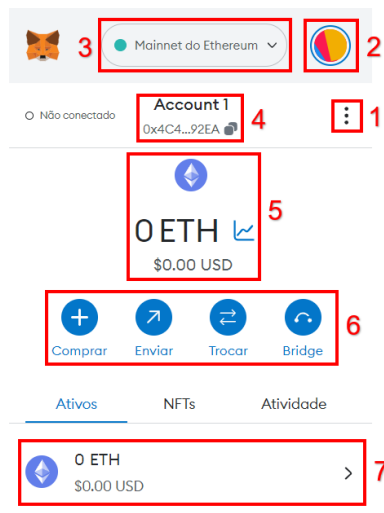 3 Mainnet do Ethereum 2
Não conectado
Account 1
0x4C4...92EA
4
1
0 ETH
5
$0.00 USD
Comprar Enviar Trocar Bridge
6
Ativos NFTs Atividade
0 ETH
$0.00 USD
7